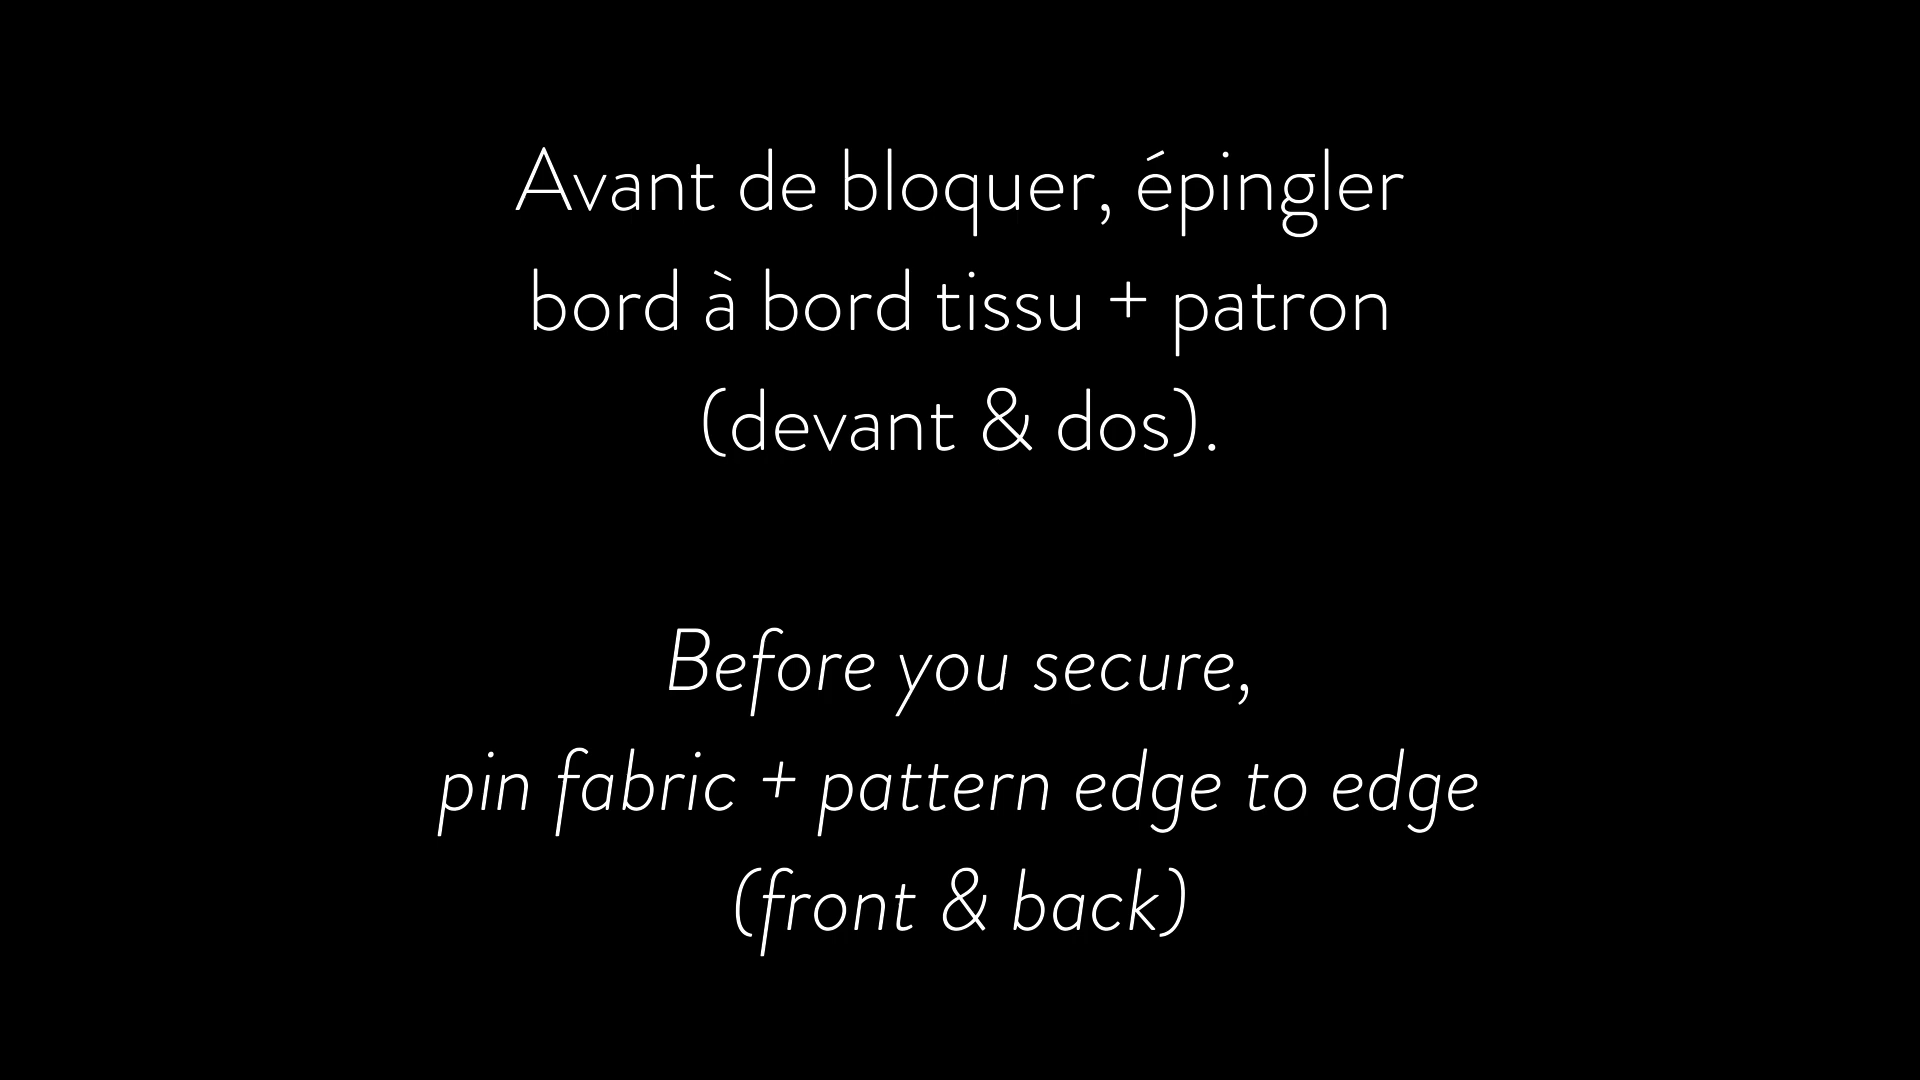 Avant de bloquer, épingler
bord à bord tissu + patron
(devant & dos).
Before you secure,
pin fabric + pattern edge to edge
(front & back)